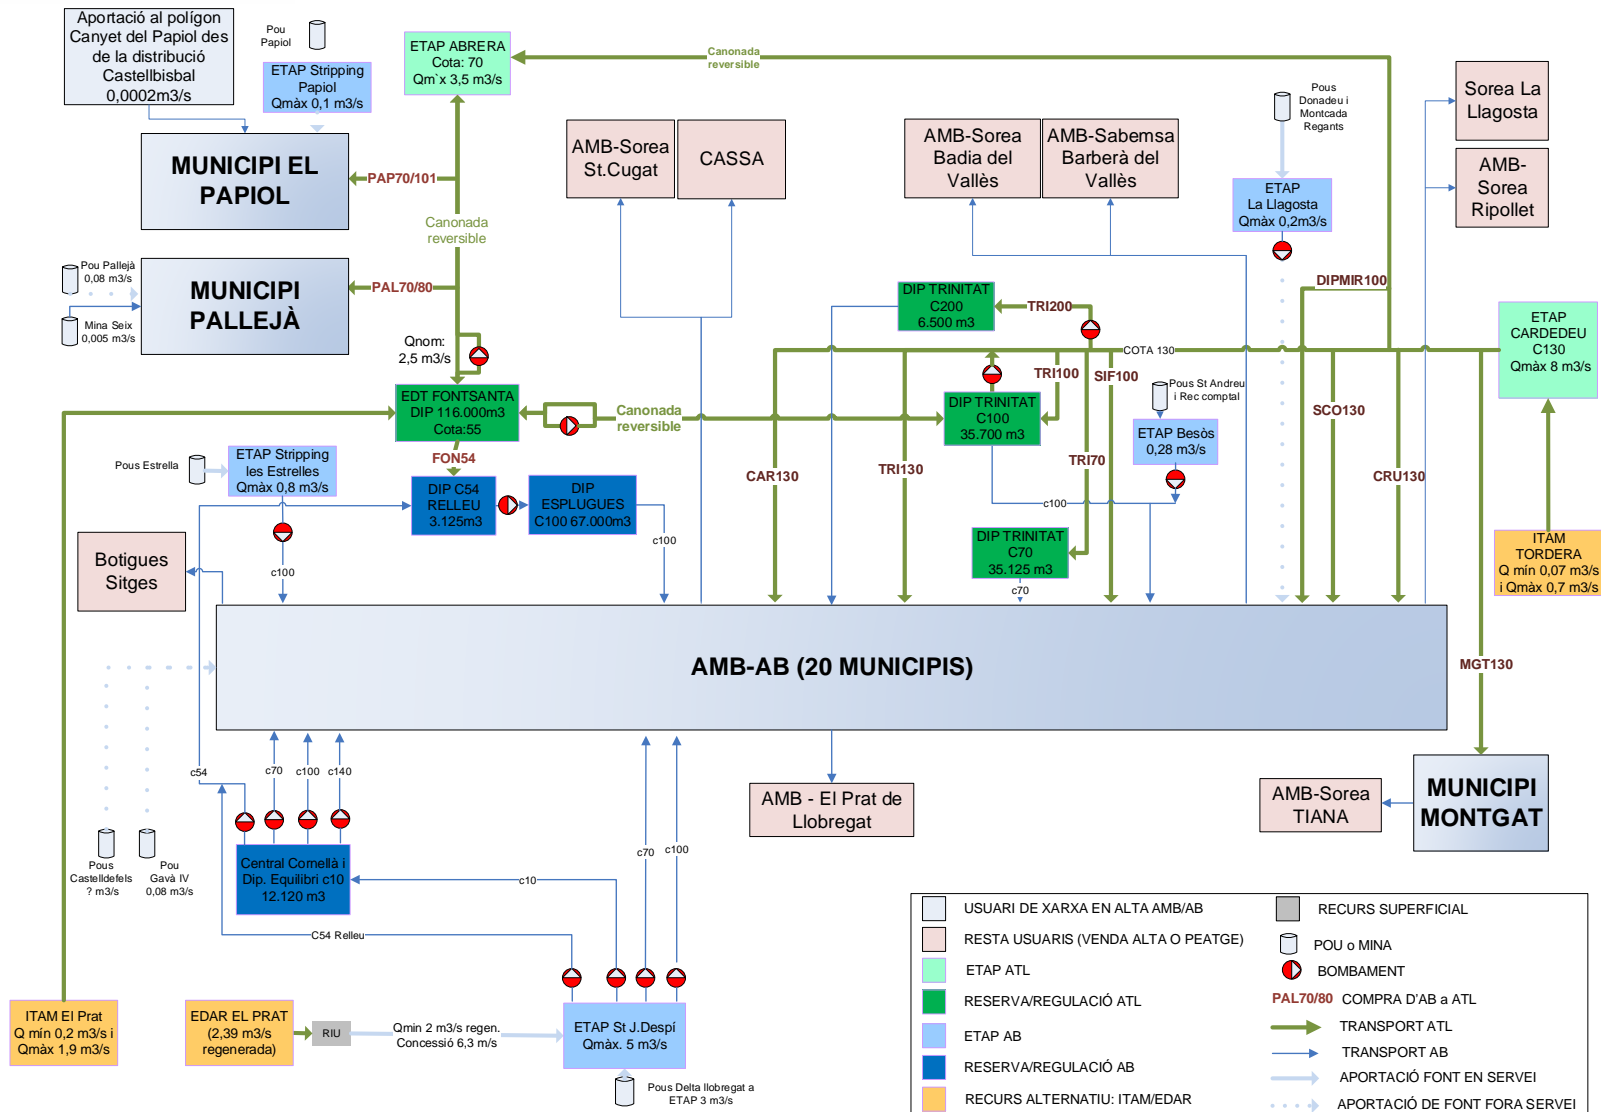 Aportació al polígon
Canyet del Papiol des
de la distribució
Castellbisbal
0,0002m3/s
Pou
Papiol
ETAP Stripping
Papiol
Qmàx 0,1 m3/s
ETAP ABRERA
Cota: 70
Qm`x 3,5 m3/s
Canonada
reversible
MUNICIPI EL
PAPIOL
PAP70/101
Canonada
reversible
AMB-Sorea
St.Cugat
CASSA
AMB-Sorea
Badia del
Vallès
AMB-Sabemsa
Barberà del
Vallès
Pous
Donadeu i
Montcada
Regants
ETAP
La Llagosta
Qmàx 0,2m3/s
Sorea La
Llagosta
AMB-
Sorea
Ripollet
Pou Pallejà
0,08 m3/s
Mina Seix
0,005 m3/s
MUNICIPI
PALLEJÀ
PAL70/80
Qnom:
2,5 m3/s
DIP TRINITAT
C200
6.500 m3
TRI200
DIPMIR100
ETAP
CARDEDEU
C130
Qmàx 8 m3/s
COTA 130
TRI100
SIF100
EDT FONTSANTA
DIP 116.000m3
Cota:55
Canonada
reversible
DIP TRINITAT
C100
35.700 m3
Pous St Andreu
i Rec comptal
ETAP Besòs
0,28 m3/s
SCO130
FON54
CAR130
TRI130
TRI70
CRU130
Pous Estrella
ETAP Stripping
les Estrelles
Qmàx 0,8 m3/s
DIP C54
RELLEU
3.125m3
DIP
ESPLUGUES
C100 67.000m3
c100
c100
c100
DIP TRINITAT
C70
35.125 m3
c70
ITAM
TORDERA
Q mín 0,07 m3/s
i Qmàx 0,7 m3/s
Botigues
Sitges
AMB-AB (20 MUNICIPIS)
MGT130
c54
c70
c100
c140
c70
c100
AMB - El Prat de
Llobregat
AMB-Sorea
TIANA
MUNICIPI
MONTGAT
Pous
Castelldefels
? m3/s
Pou
Gavà IV
0,08 m3/s
Central Cornellà i
Dip. Equilibri c10
12.120 m3
c10
C54 Relleu
ITAM El Prat
Q mín 0,2 m3/s i
Qmàx 1,9 m3/s
EDAR EL PRAT
(2,39 m3/s
regenerada)
RIU
Qmin 2 m3/s regen.
Concessió 6,3 m/s
ETAP St J.Despí
Qmàx. 5 m3/s
Pous Delta llobregat a
ETAP 3 m3/s
USUARI DE XARXA EN ALTA AMB/AB
RESTA USUARIS (VENDA ALTA O PEATGE)
ETAP ATL
RESERVA/REGULACIÓ ATL
ETAP AB
RESERVA/REGULACIÓ AB
RECURS ALTERNATIU: ITAM/EDAR
RECURS SUPERFICIAL
POU o MINA
BOMBAMENT
PAL70/80 COMPRA D'AB a ATL
TRANSPORT ATL
TRANSPORT AB
APORTACIÓ FONT EN SERVEI
APORTACIÓ DE FONT FORA SERVEI